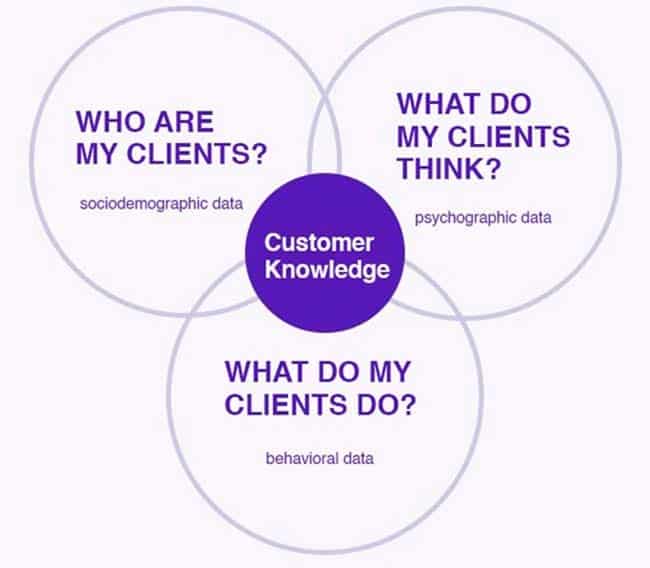 WHO ARE
MY CLIENTS?
sociodemographic data
WHAT DO
MY CLIENTS
THINK?
psychographic data
Customer
Knowledge
WHAT DO MY
CLIENTS DO?
behavioral data